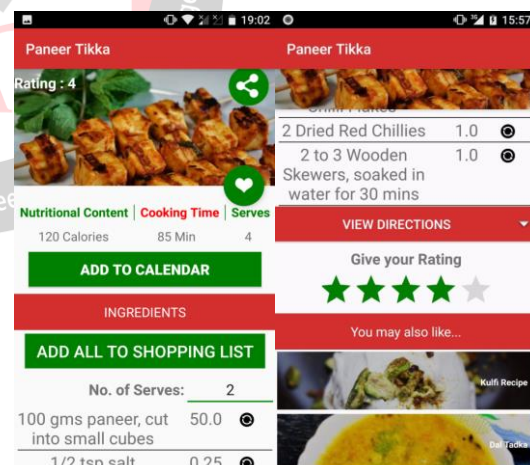 19:02
Paneer Tikka
Rating : 4
Nutritional Content Cooking Time Serves
120 Calories 85 Min 4
ADD TO CALENDAR
INGREDIENTS
ADD ALL TO SHOPPING LIST
No. of Serves: 2
100 gms paneer, cut into small cubes 50.0
1/2 tsp salt 0.25
15:57
Paneer Tikka
Chilli Flakes
2 Dried Red Chillies 1.0
2 to 3 Wooden 1.0
Skewers, soaked in
water for 30 mins
VIEW DIRECTIONS
Give your Rating
You may also like...
Kulfi Recipe
Dal Tadka